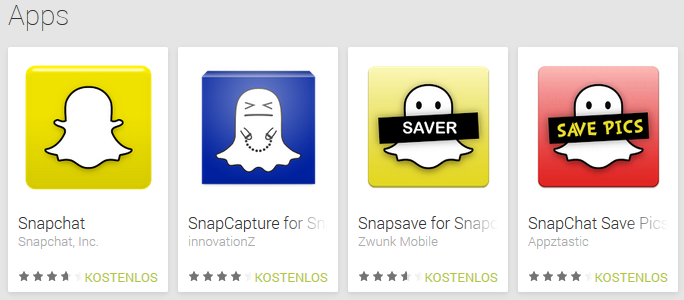 Apps
SAVER
SAVE PICS
Snapchat
Snapchat, Inc.
KOSTENLOS
SnapCapture for Sn
innovationZ
KOSTENLOS
Snapsave for Snapc
Zwunk Mobile
KOSTENLOS
SnapChat Save Pics
Appztastic
KOSTENLOS